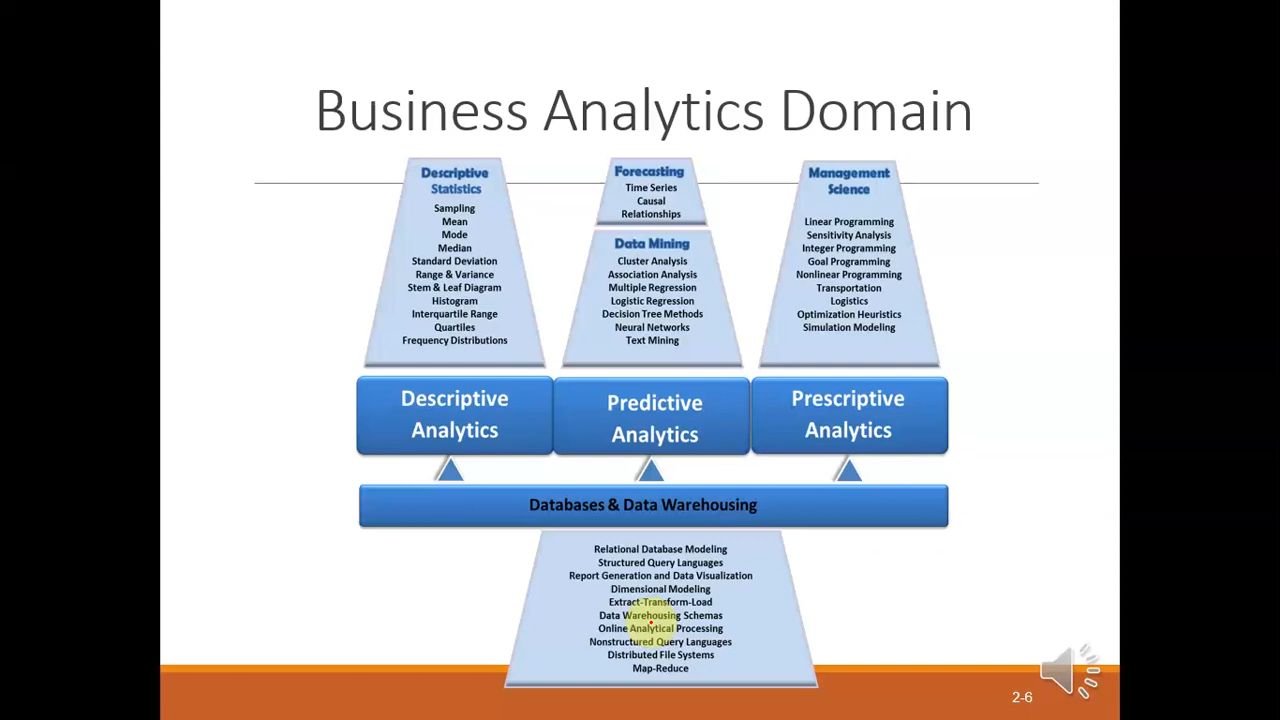 Business Analytics Domain
Descriptive
Statistics
Sampling
Mean
Mode
Median
Standard Deviation
Range & Variance
Stem & Leaf Diagram
Histogram
Interquartile Range
Quartiles
Frequency Distributions
Forecasting
Time Series
Causal
Relationships
Data Mining
Cluster Analysis
Association Analysis
Multiple Regression
Logistic Regression
Decision Tree Methods
Neural Networks
Text Mining
Management
Science
Linear Programming
Sensitivity Analysis
Integer Programming
Goal Programming
Nonlinear Programming
Transportation
Logistics
Optimization Heuristics
Simulation Modeling
Descriptive
Analytics
Predictive
Analytics
Prescriptive
Analytics
Databases & Data Warehousing
Relational Database Modeling
Structured Query Languages
Report Generation and Data Visualization
Dimensional Modeling
Extract-Transform-Load
Data Warehousing Schemas
Online Analytical Processing
Nonstructured Query Languages
Distributed File Systems
Map-Reduce
2-6